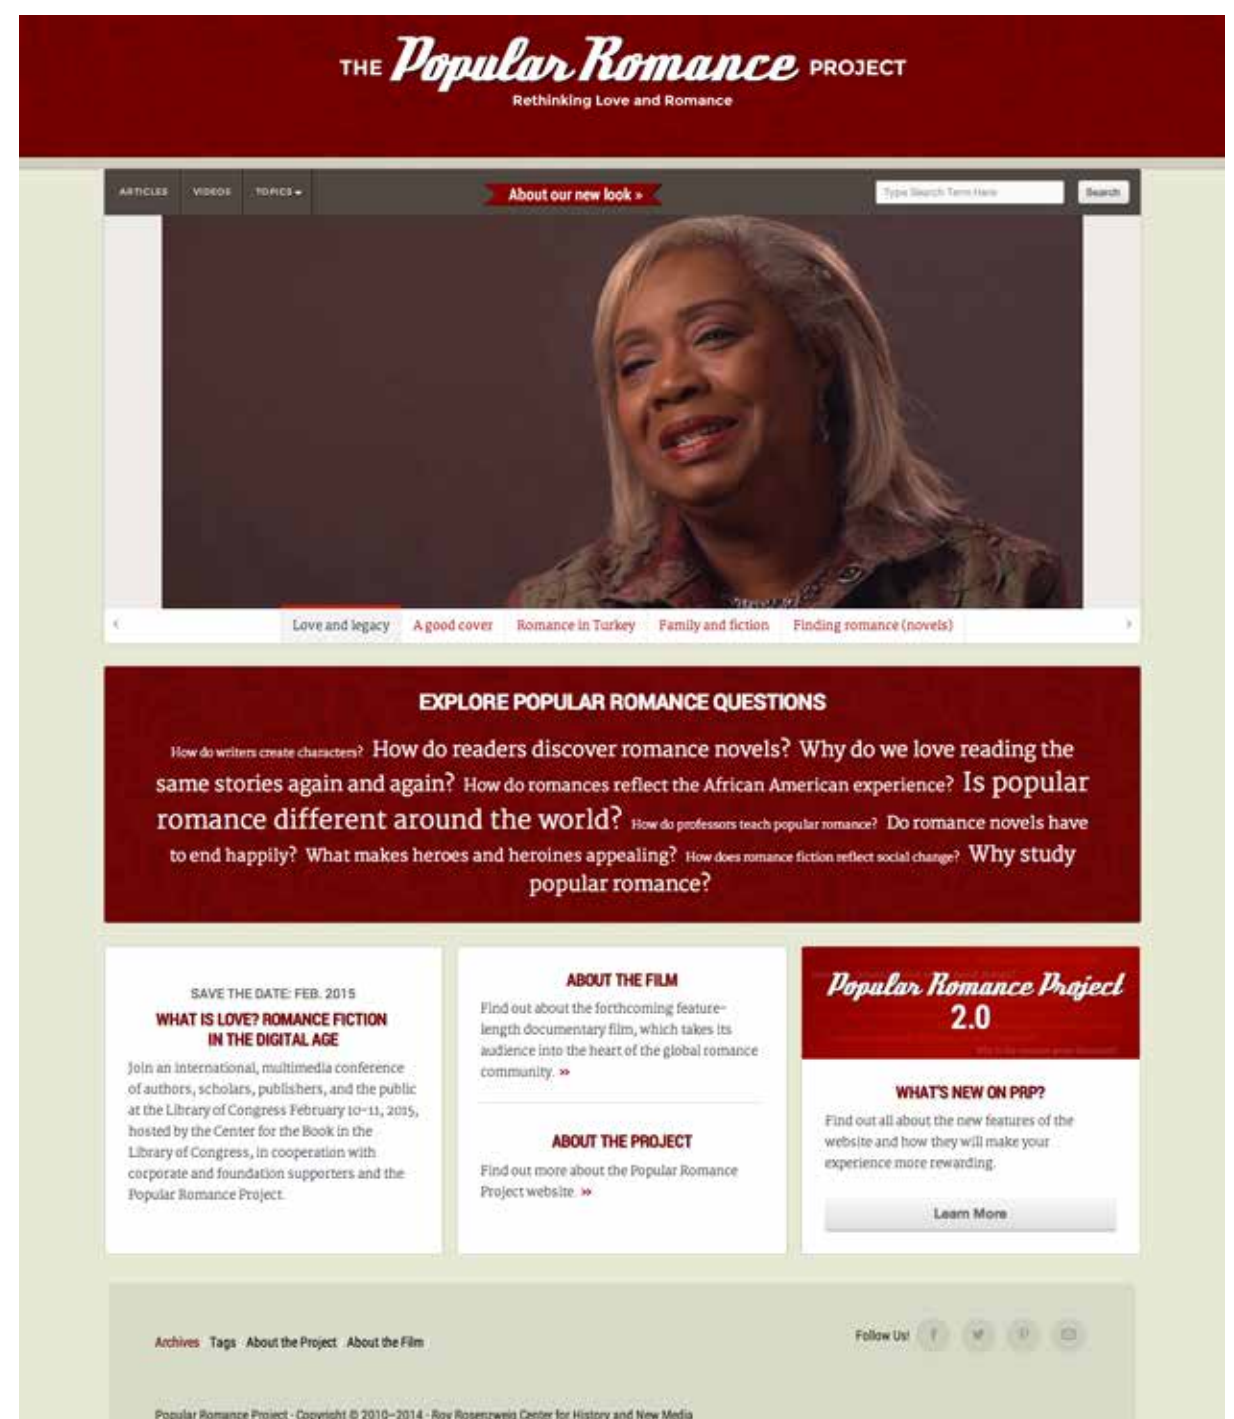 THE Popular Romance PROJECT
Rethinking Love and Romance
ARTICLES VIDEOS TOPICS
About our new look »
Type Search Term Here
Search
‹ Love and legacy A good cover Romance in Turkey Family and fiction Finding romance (novels) ›
EXPLORE POPULAR ROMANCE QUESTIONS
How do writers create characters? How do readers discover romance novels? Why do we love reading the
same stories again and again? How do romances reflect the African American experience? Is popular
romance different around the world? How do professors teach popular romance? Do romance novels have
to end happily? What makes heroes and heroines appealing? How does romance fiction reflect social change? Why study
popular romance?
SAVE THE DATE: FEB. 2015
WHAT IS LOVE? ROMANCE FICTION
IN THE DIGITAL AGE
Join an international, multimedia conference
of authors, scholars, publishers, and the public
at the Library of Congress February 10-11, 2015,
hosted by the Center for the Book in the
Library of Congress, in cooperation with
corporate and foundation supporters and the
Popular Romance Project.
ABOUT THE FILM
Find out about the forthcoming feature-
length documentary film, which takes its
audience into the heart of the global romance
community. »
ABOUT THE PROJECT
Find out more about the Popular Romance
Project website. »
Popular Romance Project
2.0
WHAT'S NEW ON PRP?
Find out all about the new features of the
website and how they will make your
experience more rewarding.
Learn More
Archives Tags About the Project About the Film
Follow Us!
Popular Romance Project - Copyright © 2010–2014 - Roy Rosenzweig Center for History and New Media